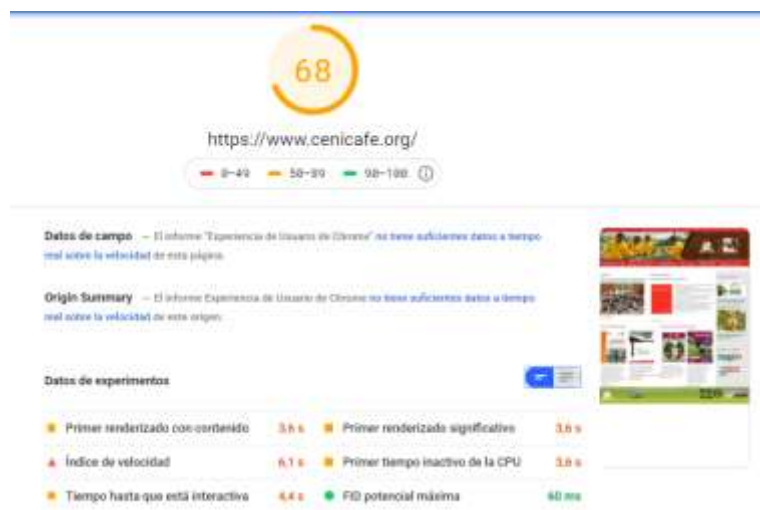 68
https://www.cenicafe.org/
0-49 50-89 90-100
Datos de campo — El informe "Experiencia de Usuario de Chrome" no tiene suficientes datos a tiempo
real sobre la velocidad de esta página.
Origin Summary — El informe Experiencia de Usuario de Chrome no tiene suficientes datos a tiempo
real sobre la velocidad de este origen.
Datos de experimentos
Primer renderizado con contenido 3,6 s
Primer renderizado significativo 3,6 s
Índice de velocidad 6,1 s
Primer tiempo inactivo de la CPU 3,6 s
Tiempo hasta que está interactiva 4,4 s
FID potencial máxima 60 ms